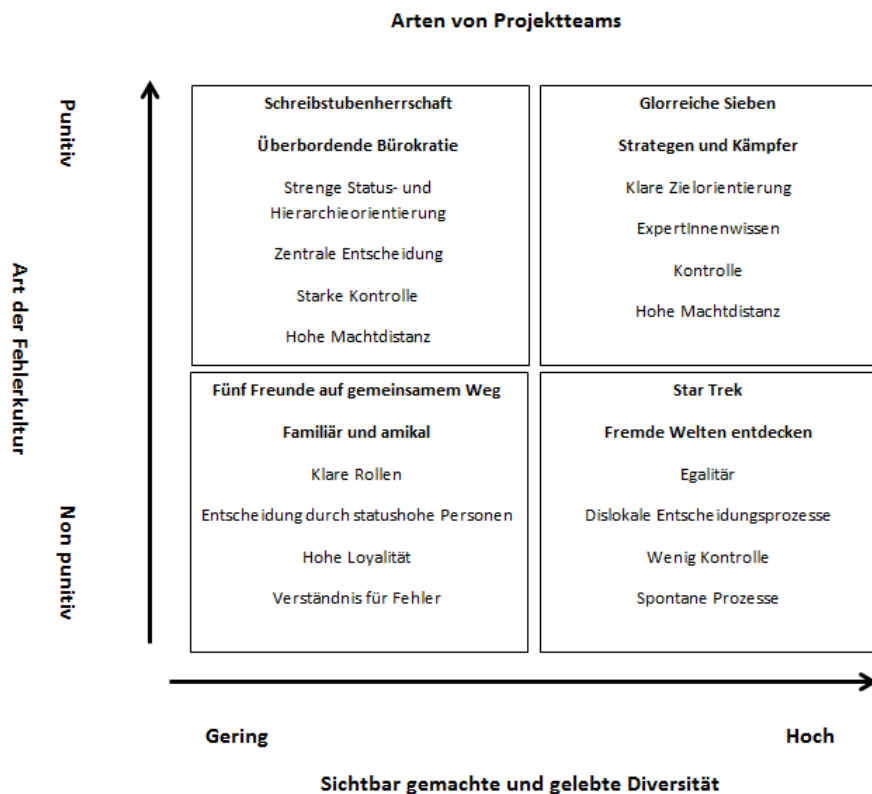 Arten von Projektteams
Punitiv
Art der Fehlerkultur
Non punitiv
Schreibstubenherrschaft
Überbordende Bürokratie
Strenge Status- und
Hierarchieorientierung
Zentrale Entscheidung
Starke Kontrolle
Hohe Machtdistanz
Glorreiche Sieben
Strategen und Kämpfer
Klare Zielorientierung
ExpertInnenwissen
Kontrolle
Hohe Machtdistanz
Fünf Freunde auf gemeinsamem Weg
Familiär und amikal
Klare Rollen
Entscheidung durch statushohe Personen
Hohe Loyalität
Verständnis für Fehler
Star Trek
Fremde Welten entdecken
Egalitär
Dislokale Entscheidungsprozesse
Wenig Kontrolle
Spontane Prozesse
Gering
Hoch
Sichtbar gemachte und gelebte Diversität